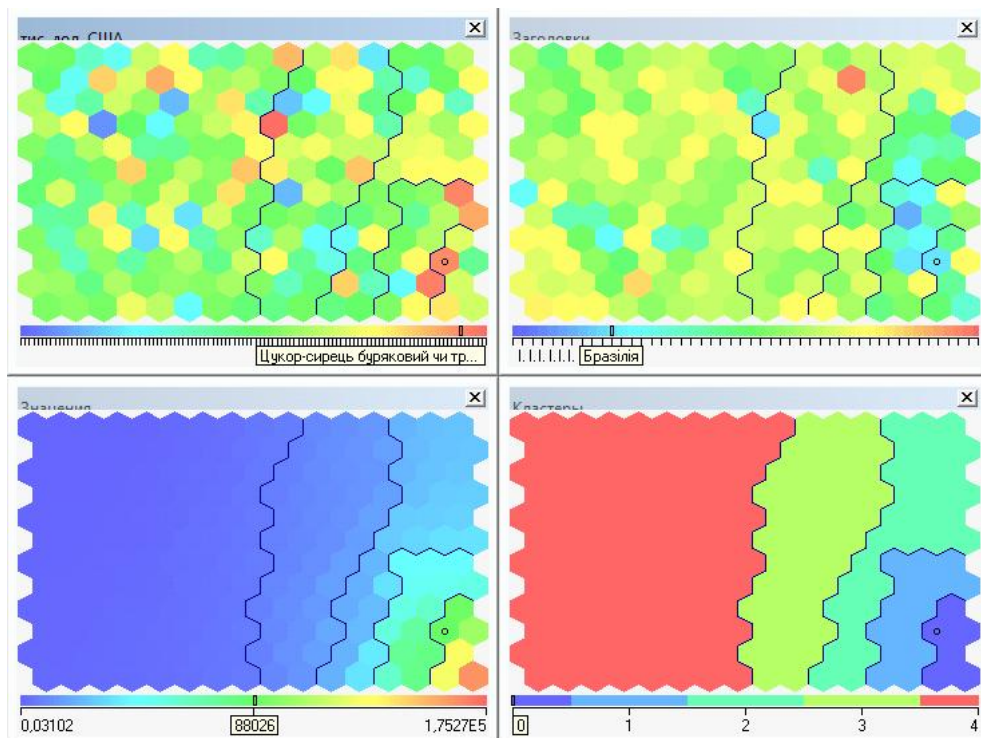 тис. дол. США
Заголовки
Цукор-сирець буряковий чи тр...
І. І. І. І. І. І. Бразілія
Значения
Кластеры
0,03102 88026 1,7527E5
0 1 2 3 4